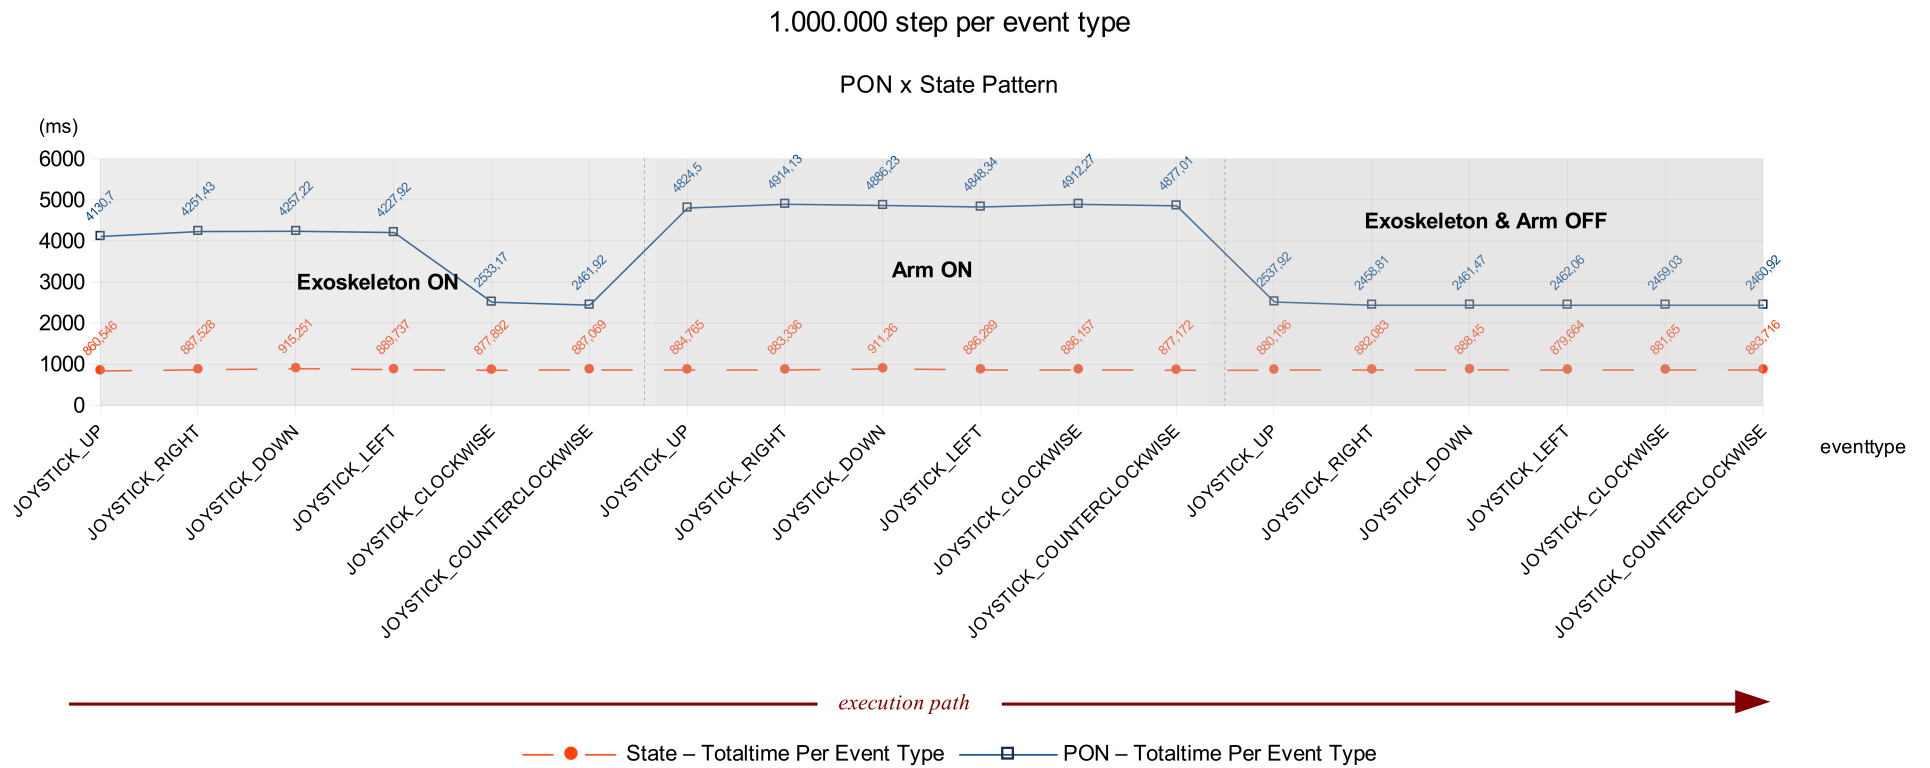 1.000.000 step per event type
PON x State Pattern
(ms)
6000
5000
4000
3000
2000
1000
0
4130,7
4251,43
4257,22
4227,92
2533,17
2461,92
4824,5
4914,13
4886,23
4848,34
4912,27
4877,01
2537,92
2458,81
2461,47
2462,06
2459,03
2460,92
Exoskeleton ON
Arm ON
Exoskeleton & Arm OFF
860,546
887,528
915,251
889,737
877,892
887,069
884,765
883,336
911,26
886,289
886,157
877,172
880,196
882,083
888,45
879,664
881,65
883,716
JOYSTICK_UP
JOYSTICK_RIGHT
JOYSTICK_DOWN
JOYSTICK_LEFT
JOYSTICK_CLOCKWISE
JOYSTICK_COUNTERCLOCKWISE
JOYSTICK_UP
JOYSTICK_RIGHT
JOYSTICK_DOWN
JOYSTICK_LEFT
JOYSTICK_CLOCKWISE
JOYSTICK_COUNTERCLOCKWISE
JOYSTICK_UP
JOYSTICK_RIGHT
JOYSTICK_DOWN
JOYSTICK_LEFT
JOYSTICK_CLOCKWISE
JOYSTICK_COUNTERCLOCKWISE
eventtype
execution path
State – Totaltime Per Event Type
PON – Totaltime Per Event Type